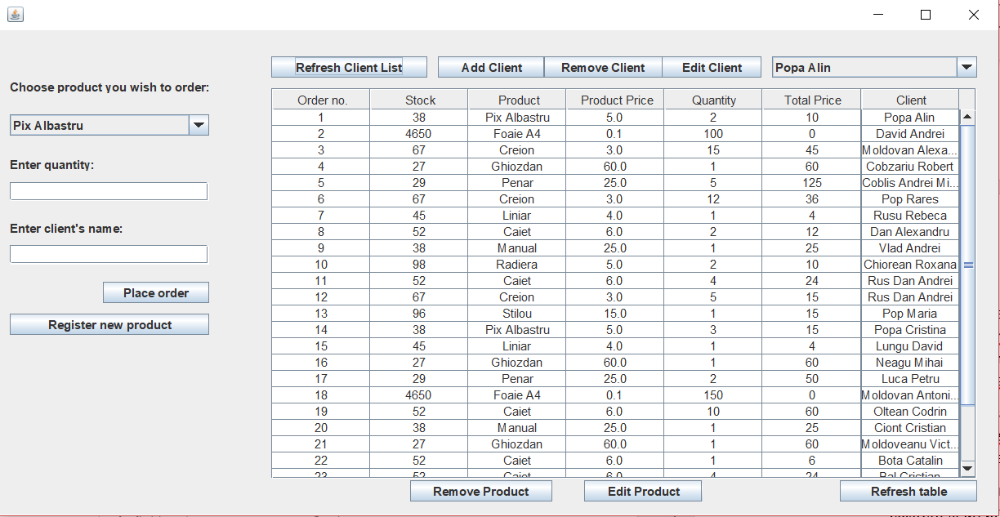 Refresh Client List Add Client Remove Client Edit Client Popa Alin
Choose product you wish to order:
Pix Albastru
Enter quantity:
Enter client's name:
Place order
Register new product
Order no. Stock Product Product Price Quantity Total Price Client
1 38 Pix Albastru 5.0 2 10 Popa Alin
2 4650 Foaie A4 0.1 100 0 David Andrei
3 67 Creion 3.0 15 45 Moldovan Alexa...
4 27 Ghiozdan 60.0 1 60 Cobzariu Robert
5 29 Penar 25.0 5 125 Coblis Andrei Mi...
6 67 Creion 3.0 12 36 Pop Rares
7 45 Liniar 4.0 1 4 Rusu Rebeca
8 52 Caiet 6.0 2 12 Dan Alexandru
9 38 Manual 25.0 1 25 Vlad Andrei
10 98 Radiera 5.0 2 10 Chiorean Roxana
11 52 Caiet 6.0 4 24 Rus Dan Andrei
12 67 Creion 3.0 5 15 Rus Dan Andrei
13 96 Stilou 15.0 1 15 Pop Maria
14 38 Pix Albastru 5.0 3 15 Popa Cristina
15 45 Liniar 4.0 1 4 Lungu David
16 27 Ghiozdan 60.0 1 60 Neagu Mihai
17 29 Penar 25.0 2 50 Luca Petru
18 4650 Foaie A4 0.1 150 0 Moldovan Antoni...
19 52 Caiet 6.0 10 60 Oltean Codrin
20 38 Manual 25.0 1 25 Ciont Cristian
21 27 Ghiozdan 60.0 1 60 Moldoveanu Vict...
22 52 Caiet 6.0 1 6 Bota Catalin
23 52 Caiet 6.0 4 24 Bal Cristian
Remove Product Edit Product Refresh table